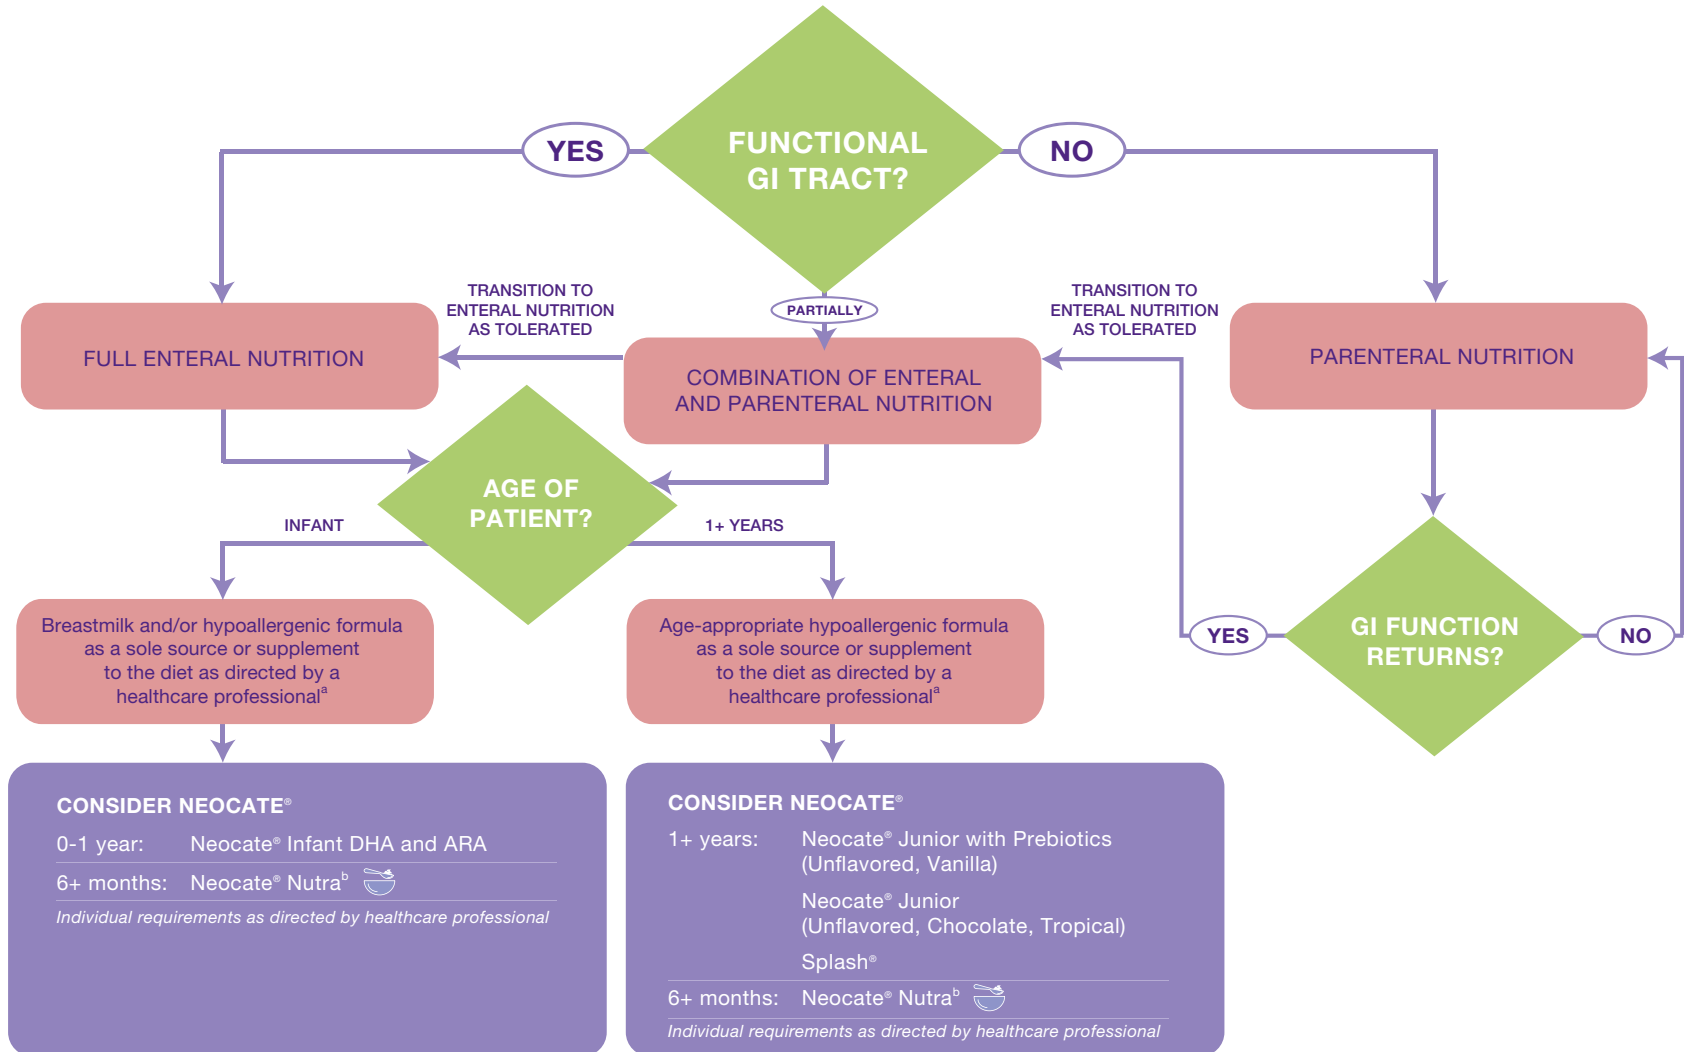 FUNCTIONAL
GI TRACT?
YES
NO
PARTIALLY
TRANSITION TO
ENTERAL NUTRITION
AS TOLERATED
TRANSITION TO
ENTERAL NUTRITION
AS TOLERATED
FULL ENTERAL NUTRITION
COMBINATION OF ENTERAL
AND PARENTERAL NUTRITION
PARENTERAL NUTRITION
AGE OF
PATIENT?
INFANT
1+ YEARS
GI FUNCTION
RETURNS?
YES
NO
Breastmilk and/or hypoallergenic formula
as a sole source or supplement
to the diet as directed by a
healthcare professionalᵃ
Age-appropriate hypoallergenic formula
as a sole source or supplement
to the diet as directed by a
healthcare professionalᵃ
CONSIDER NEOCATE®
0-1 year: Neocate® Infant DHA and ARA
6+ months: Neocate® Nutraᵇ
Individual requirements as directed by healthcare professional
CONSIDER NEOCATE®
1+ years: Neocate® Junior with Prebiotics
(Unflavored, Vanilla)
Neocate® Junior
(Unflavored, Chocolate, Tropical)
Splash®
6+ months: Neocate® Nutraᵇ
Individual requirements as directed by healthcare professional